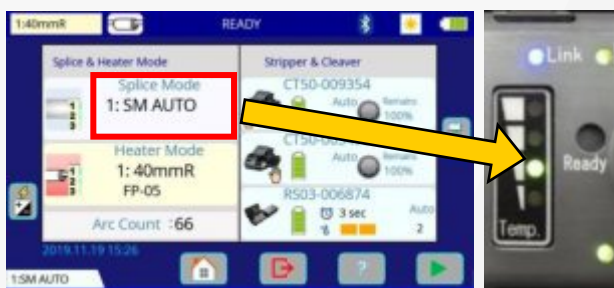 1:40mmR
READY
Splice & Heater Mode
Splice Mode
1: SM AUTO
Heater Mode
1: 40mmR
FP-05
Arc Count :66
2019.11.19 15:26
1:SM AUTO
Stripper & Cleaver
CT50-009354
Auto
Remains
100%
Auto
Remains
100%
RS03-006874
3 sec
Auto
2
?
Link
Ready
Temp.